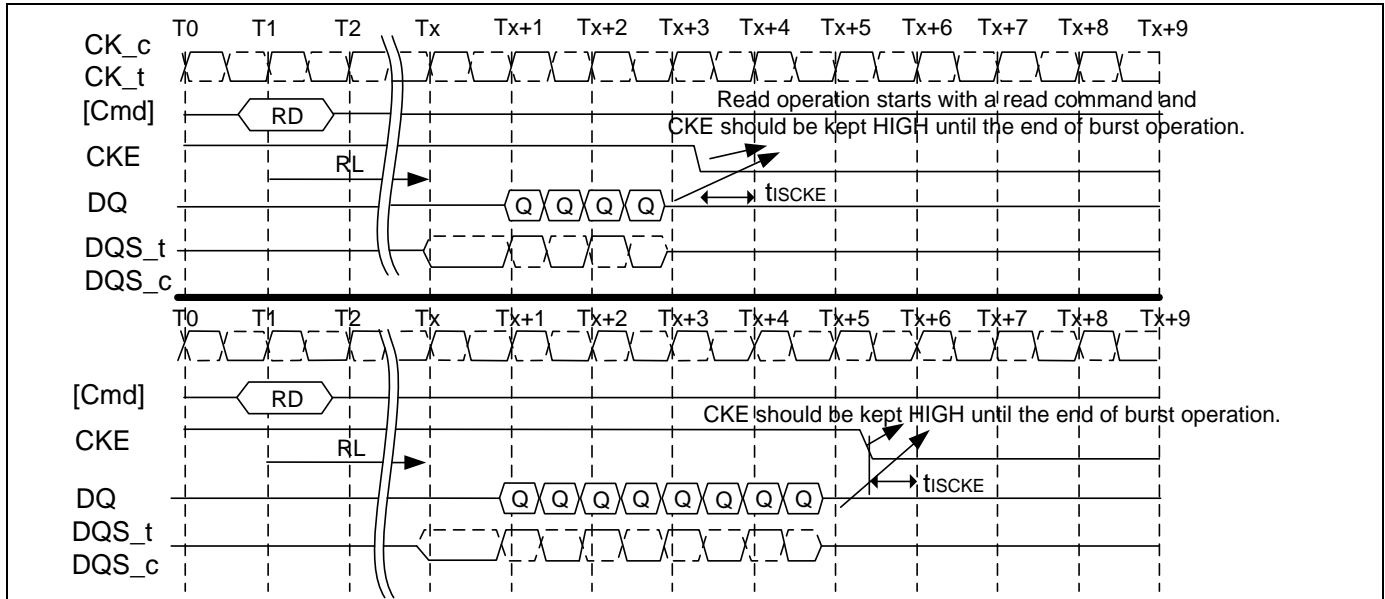 T0 T1 T2 Tx Tx+1 Tx+2 Tx+3 Tx+4 Tx+5 Tx+6 Tx+7 Tx+8 Tx+9
CK_c
CK_t
[Cmd] RD
Read operation starts with a read command and
CKE should be kept HIGH until the end of burst operation.
CKE
RL
tISCKE
DQ Q Q Q Q
DQS_t
DQS_c
T0 T1 T2 Tx Tx+1 Tx+2 Tx+3 Tx+4 Tx+5 Tx+6 Tx+7 Tx+8 Tx+9
[Cmd] RD
CKE should be kept HIGH until the end of burst operation.
CKE
RL
tISCKE
DQ Q Q Q Q Q Q Q Q
DQS_t
DQS_c